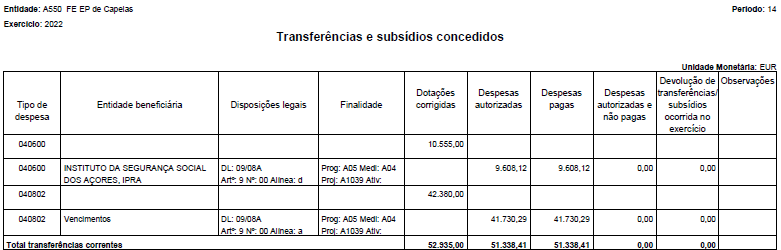 Entidade: A550 FE EP de Capelas Periodo: 14
Exercício: 2022
Transferências e subsídios concedidos
Unidade Monetária: EUR
Tipo de despesa Entidade beneficiária Disposições legais Finalidade Dotações corrigidas Despesas autorizadas Despesas pagas Despesas autorizadas e não pagas Devolução de transferências/ subsídios ocorrida no exercício Observações
040600 10.555,00
040600 INSTITUTO DA SEGURANÇA SOCIAL DL: 09/08A Prog: A05 Medi: A04 9.608,12 9.608,12 0,00 0,00
DOS AÇORES, IPRA Artº: 9 Nº: 00 Alinea: d Proj: A1039 Ativ:
040802 42.380,00
040802 Vencimentos DL: 09/08A Prog: A05 Medi: A04 41.730,29 41.730,29 0,00 0,00
Artº: 9 Nº: 00 Alinea: a Proj: A1039 Ativ:
Total transferências correntes 52.935,00 51.338,41 51.338,41 0,00 0,00